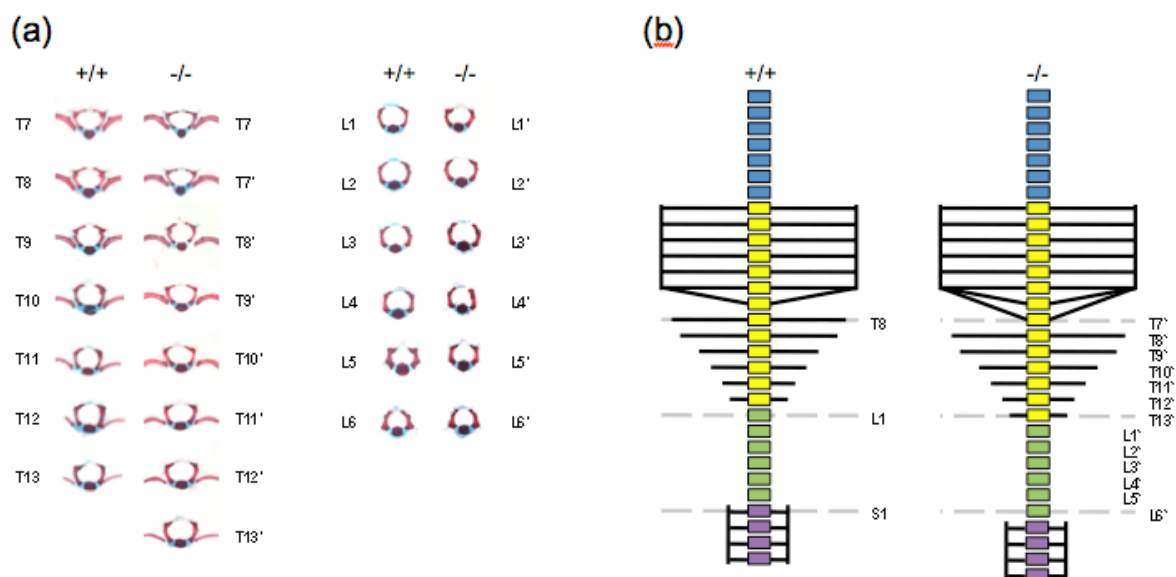 (a)
+/+ -/- +/+ -/-
T7 T7 L1 L1'
T8 T7' L2 L2'
T9 T8' L3 L3'
T10 T9' L4 L4'
T11 T10' L5 L5'
T12 T11' L6 L6'
T13 T12'
T13'
(b)
+/+ -/-
T8 T7`
T8`
T9`
T10`
T11`
T12`
L1 T13`
L1`
L2`
L3`
L4`
L5`
S1 L6`